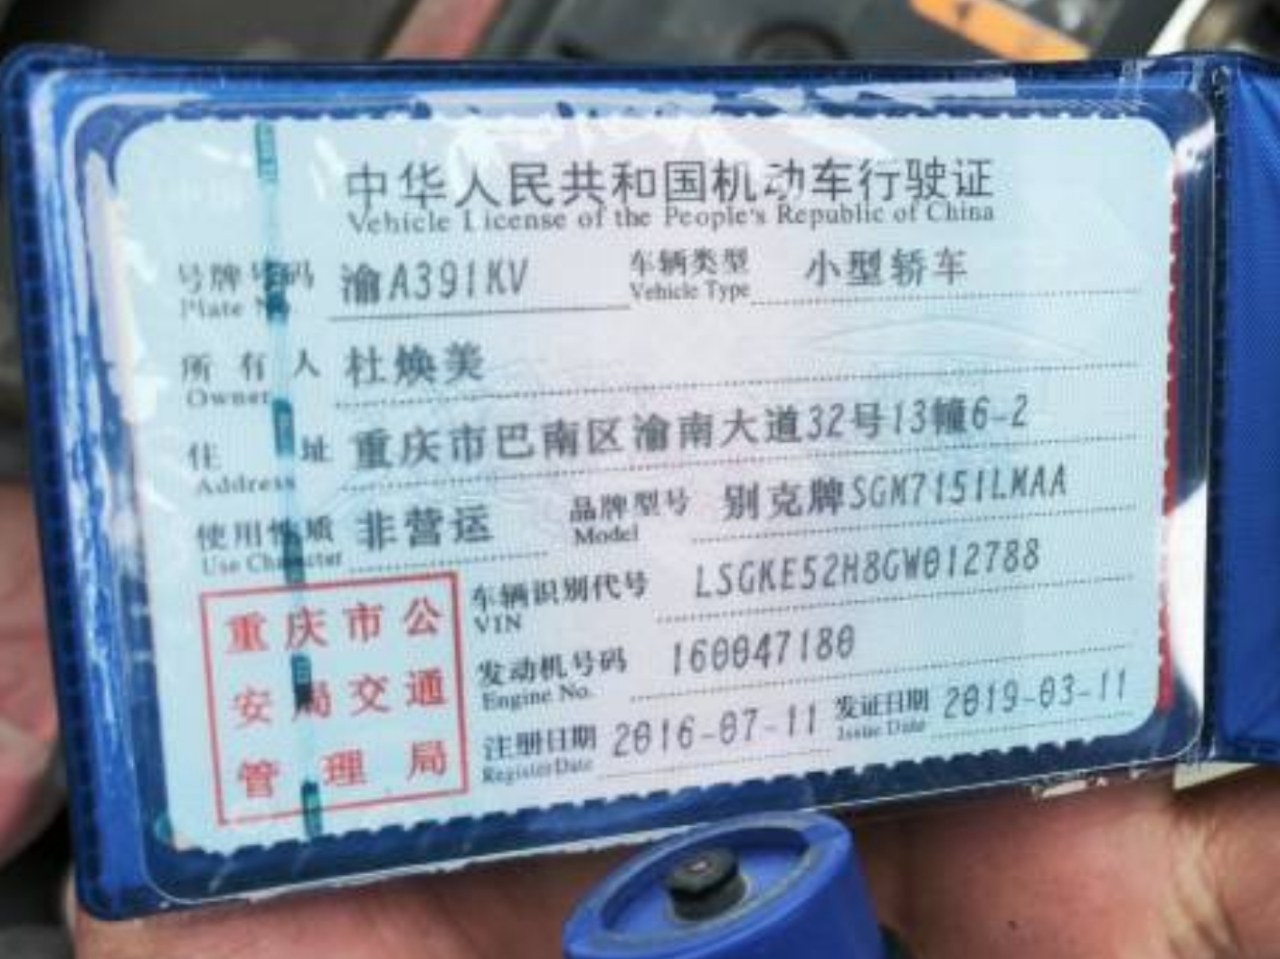 中华人民共和国机动车行驶证
Vehicle License of the People's Republic of China
号牌号码 渝A391KV 车辆类型 小型轿车
Plate No. Vehicle Type
所有人 杜焕美
Owner
住址 重庆市巴南区渝南大道32号13幢6-2
Address
使用性质 非营运 品牌型号 别克牌SGM7151LMAA
Use Character Model
车辆识别代号 LSGKE52H8GW012788
VIN
发动机号码 160047180
Engine No.
注册日期 2016-07-11 发证日期 2019-03-11
Register Date Issue Date
重庆市公
安局交通
管理局